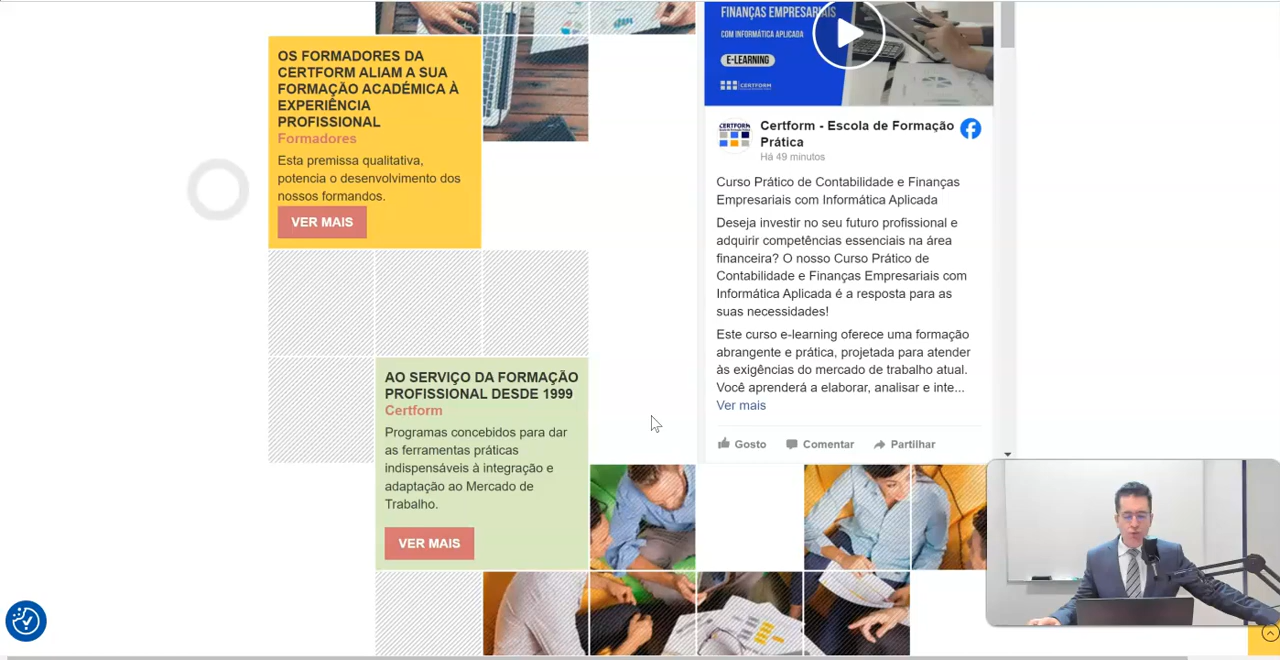 FINANÇAS EMPRESARIAIS
COM INFORMÁTICA APLICADA
E-LEARNING
CERTFORM
OS FORMADORES DA
CERTFORM ALIAM A SUA
FORMAÇÃO ACADÉMICA À
EXPERIÊNCIA
PROFISSIONAL
Formadores
Esta premissa qualitativa,
potencia o desenvolvimento dos
nossos formandos.
VER MAIS
CERTFORM
Certform - Escola de Formação
Prática
Há 49 minutos
Curso Prático de Contabilidade e Finanças
Empresariais com Informática Aplicada
Deseja investir no seu futuro profissional e
adquirir competências essenciais na área
financeira? O nosso Curso Prático de
Contabilidade e Finanças Empresariais com
Informática Aplicada é a resposta para as
suas necessidades!
Este curso e-learning oferece uma formação
abrangente e prática, projetada para atender
às exigências do mercado de trabalho atual.
Você aprenderá a elaborar, analisar e inte...
Ver mais
Gosto Comentar Partilhar
AO SERVIÇO DA FORMAÇÃO
PROFISSIONAL DESDE 1999
Certform
Programas concebidos para dar
as ferramentas práticas
indispensáveis à integração e
adaptação ao Mercado de
Trabalho.
VER MAIS